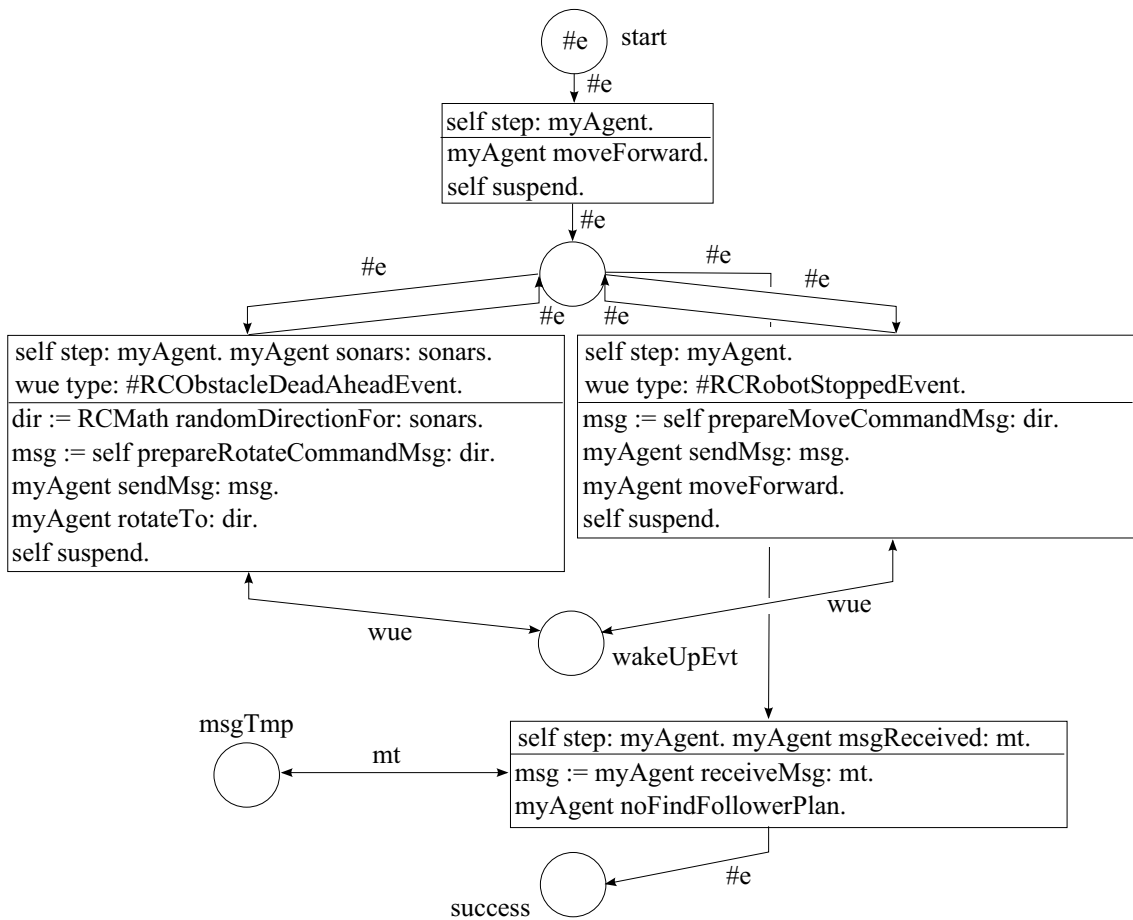 #e start
#e
self step: myAgent.
myAgent moveForward.
self suspend.
#e
#e
#e
#e
#e
#e
self step: myAgent. myAgent sonars: sonars.
wue type: #RCObstacleDeadAheadEvent.
dir := RCMath randomDirectionFor: sonars.
msg := self prepareRotateCommandMsg: dir.
myAgent sendMsg: msg.
myAgent rotateTo: dir.
self suspend.
self step: myAgent.
wue type: #RCRobotStoppedEvent.
msg := self prepareMoveCommandMsg: dir.
myAgent sendMsg: msg.
myAgent moveForward.
self suspend.
wue
wue
wakeUpEvt
msgTmp
mt
self step: myAgent. myAgent msgReceived: mt.
msg := myAgent receiveMsg: mt.
myAgent noFindFollowerPlan.
#e
success